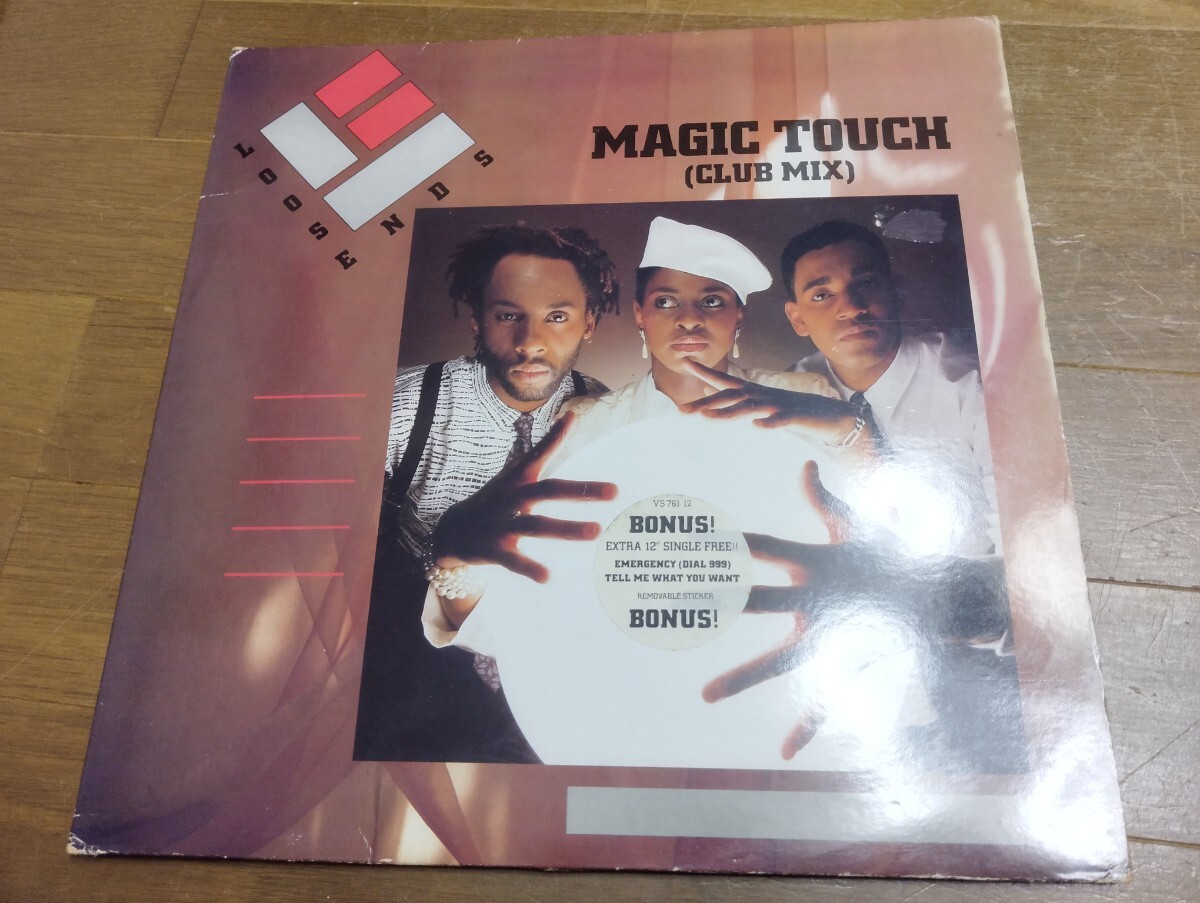 LOOSE ENDS
MAGIC TOUCH
(CLUB MIX)
VS 761 12
BONUS!
EXTRA 12" SINGLE FREE!!
EMERGENCY (DIAL 999)
TELL ME WHAT YOU WANT
REMOVABLE STICKER
BONUS!